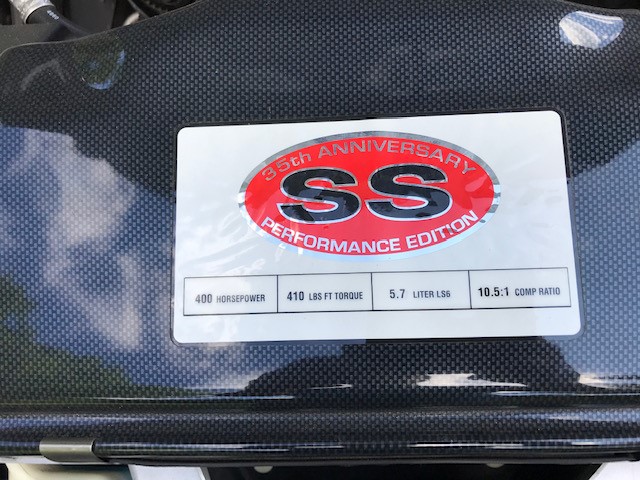 35th ANNIVERSARY
SS
PERFORMANCE EDITION
400 HORSEPOWER 410 LBS FT TORQUE 5.7 LITER LS6 10.5:1 COMP RATIO